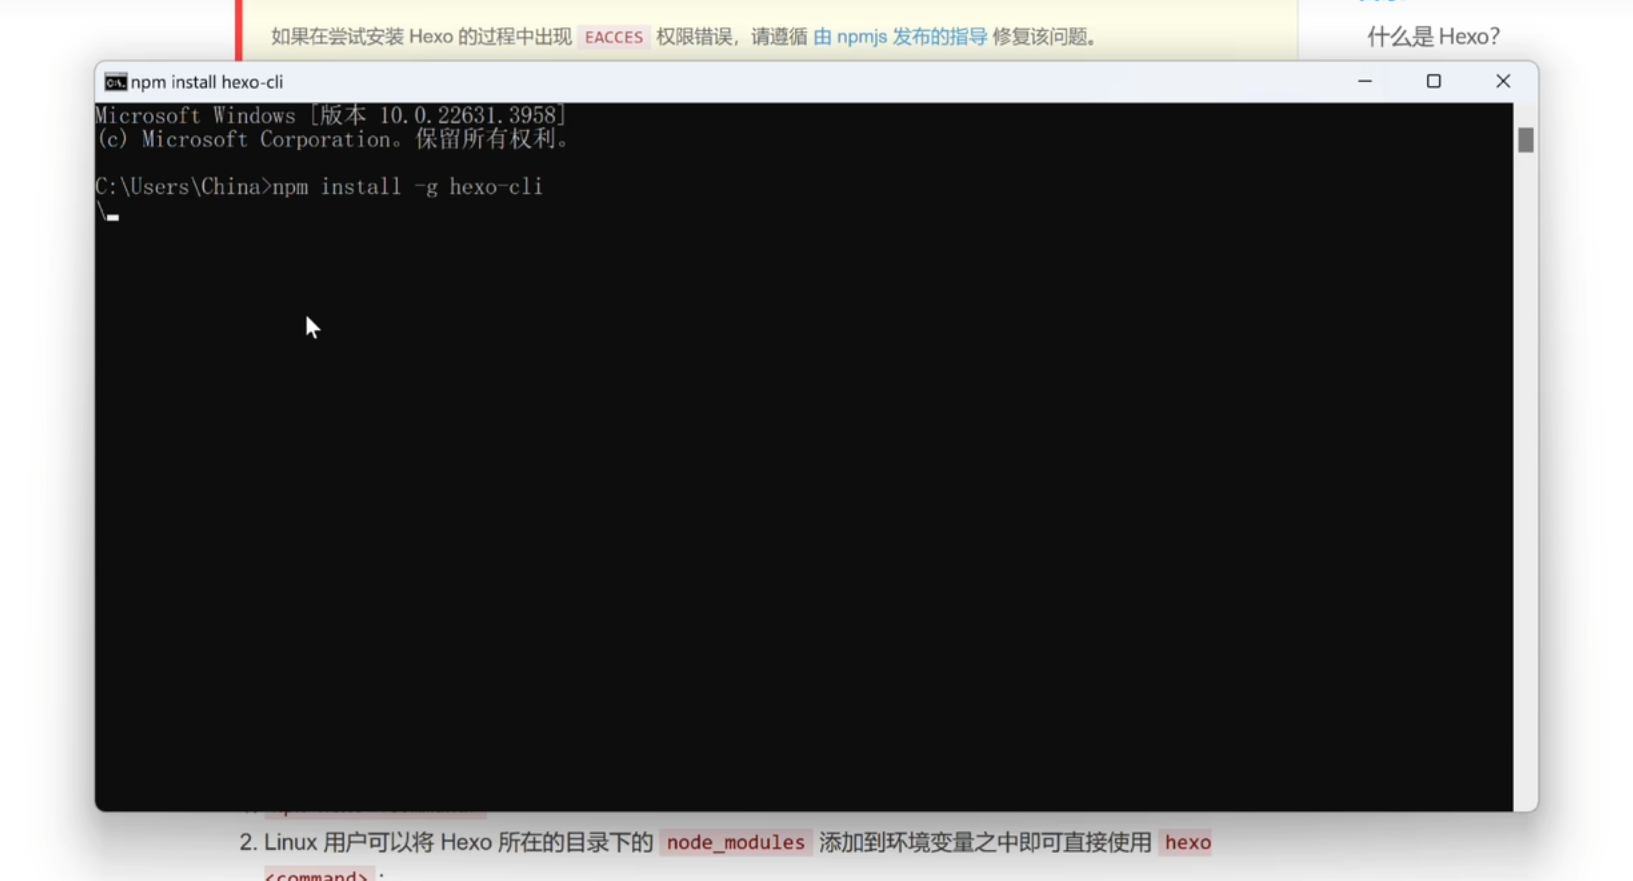 如果在尝试安装 Hexo 的过程中出现 EACCES 权限错误，请遵循 由 npmjs 发布的指导 修复该问题。
什么是 Hexo?
npm install hexo-cli
Microsoft Windows [版本 10.0.22631.3958]
(c) Microsoft Corporation。保留所有权利。
C:\Users\China>npm install -g hexo-cli
\
2. Linux 用户可以将 Hexo 所在的目录下的 node_modules 添加到环境变量之中即可直接使用 hexo
<command>：